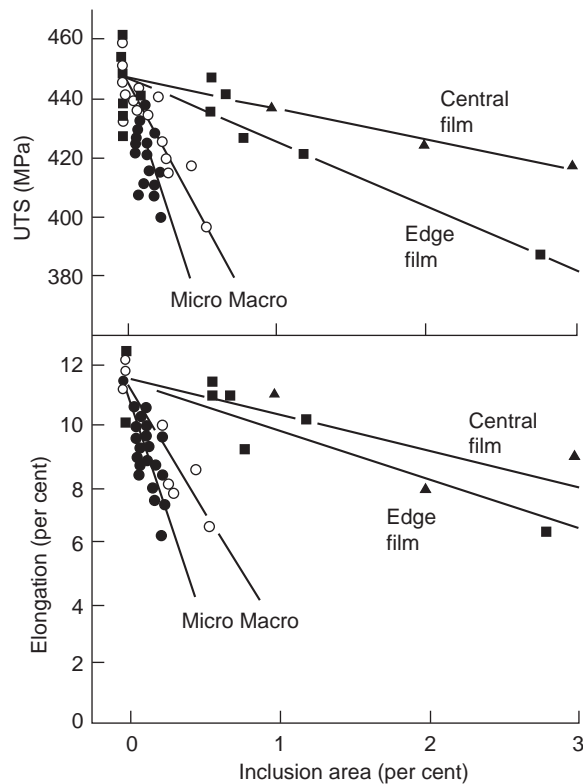 460
440
420
400
380
UTS (MPa)
Central
film
Edge
film
Micro Macro
12
10
8
6
4
2
0
Elongation (per cent)
Central
film
Edge
film
Micro Macro
0 1 2 3
Inclusion area (per cent)